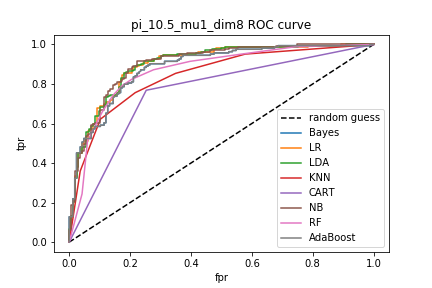 pi_10.5_mu1_dim8 ROC curve
1.0
0.8
0.6
0.4
0.2
0.0
tpr
0.0 0.2 0.4 0.6 0.8 1.0
fpr
random guess
Bayes
LR
LDA
KNN
CART
NB
RF
AdaBoost